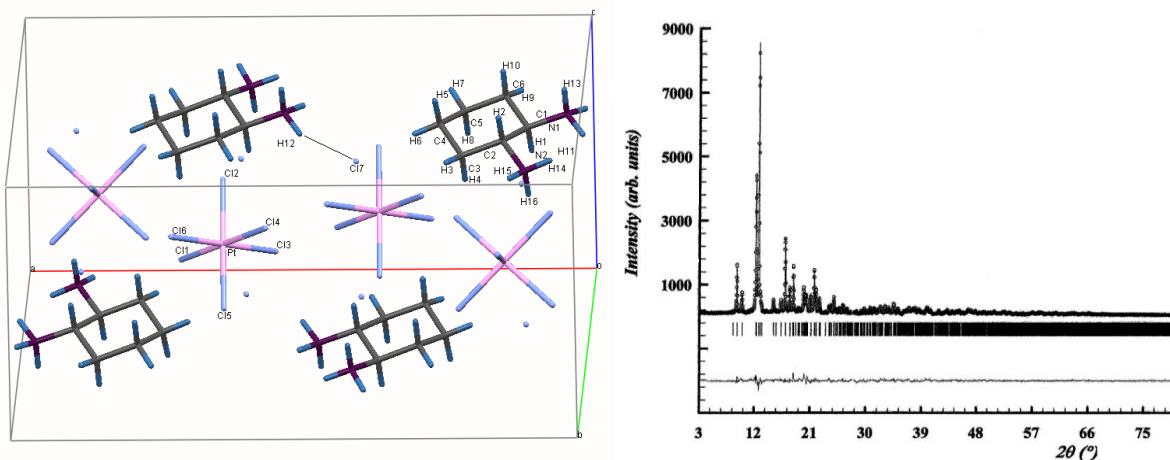 c
H10
H7
C6
H13
H5
H9
H2
C1
C5
N1
H6
C4
H8
H1
H12
C2
N2
H11
Cl7
H3
C3
H15
H14
H4
Cl2
H16
Cl4
Cl6
Cl3
Cl1
Pt
a
o
Cl5
b
9000
7000
5000
3000
1000
Intensity (arb. units)
3
12
21
30
39
48
57
66
75
2θ (°)